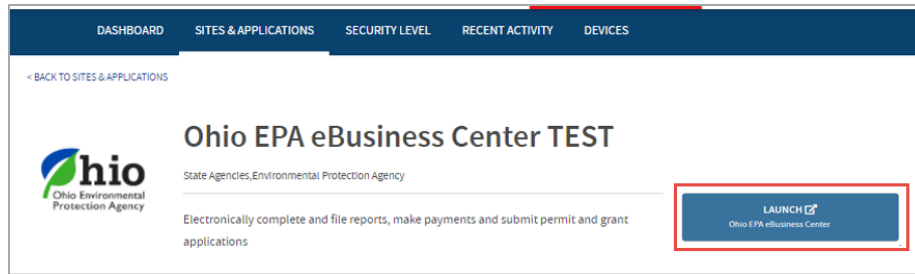 DASHBOARD SITES & APPLICATIONS SECURITY LEVEL RECENT ACTIVITY DEVICES
< BACK TO SITES & APPLICATIONS
Ohio EPA eBusiness Center TEST
State Agencies,Environmental Protection Agency
Ohio
Ohio Environmental
Protection Agency
Electronically complete and file reports, make payments and submit permit and grant
applications
LAUNCH
Ohio EPA eBusiness Center